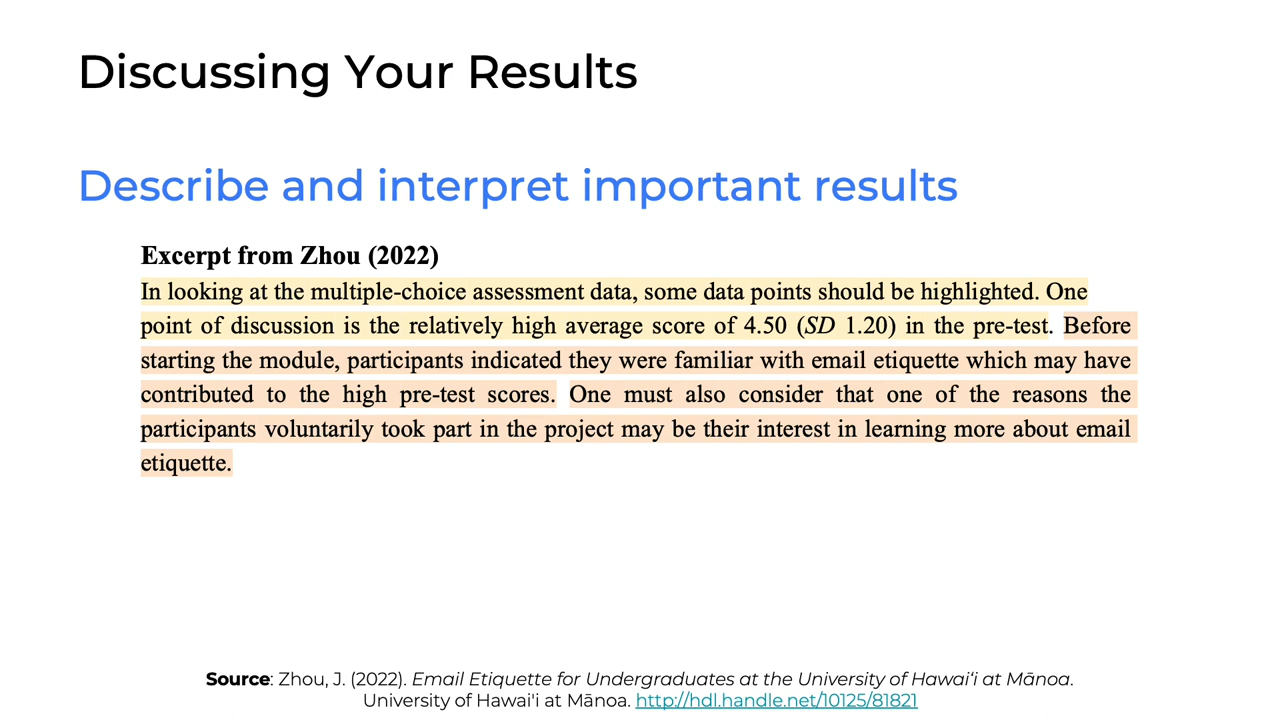 Discussing Your Results
Describe and interpret important results
Excerpt from Zhou (2022)
In looking at the multiple-choice assessment data, some data points should be highlighted. One
point of discussion is the relatively high average score of 4.50 (SD 1.20) in the pre-test. Before
starting the module, participants indicated they were familiar with email etiquette which may have
contributed to the high pre-test scores. One must also consider that one of the reasons the
participants voluntarily took part in the project may be their interest in learning more about email
etiquette.
Source: Zhou, J. (2022). Email Etiquette for Undergraduates at the University of Hawaiʻi at Mānoa.
University of Hawai'i at Mānoa. http://hdl.handle.net/10125/81821